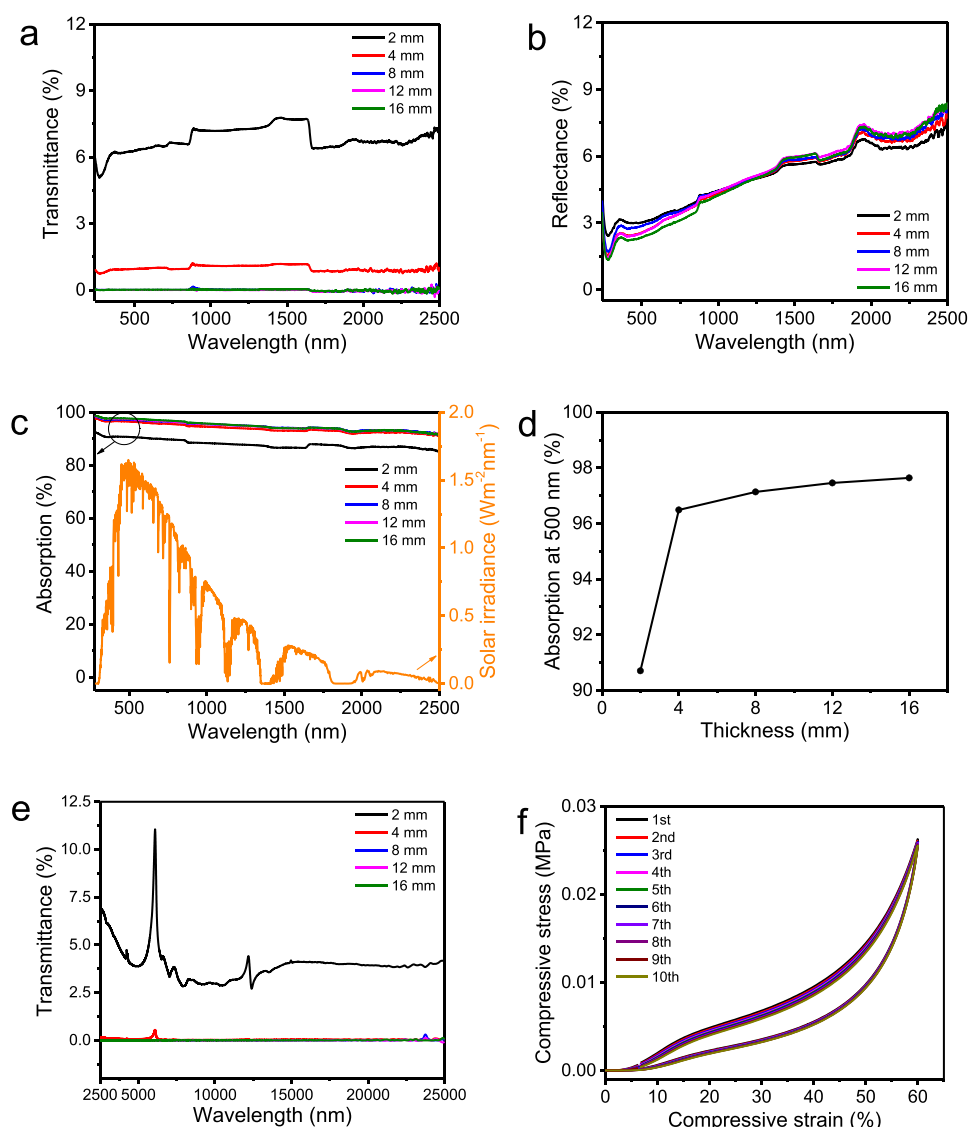 a
12
9
6
3
0
Transmittance (%)
2 mm
4 mm
8 mm
12 mm
16 mm
500 1000 1500 2000 2500
Wavelength (nm)
b
12
9
6
3
0
Reflectance (%)
2 mm
4 mm
8 mm
12 mm
16 mm
500 1000 1500 2000 2500
Wavelength (nm)
c
100
80
60
40
20
0
Absorption (%)
2 mm
4 mm
8 mm
12 mm
16 mm
2.0
1.5
1.0
0.5
0.0
Solar irradiance (Wm⁻²nm⁻¹)
500 1000 1500 2000 2500
Wavelength (nm)
d
100
98
96
94
92
90
Absorption at 500 nm (%)
0 4 8 12 16
Thickness (mm)
e
12.5
10.0
7.5
5.0
2.5
0.0
Transmittance (%)
2 mm
4 mm
8 mm
12 mm
16 mm
2500 5000 10000 15000 20000 25000
Wavelength (nm)
f
0.03
0.02
0.01
0.00
Compressive stress (MPa)
1st
2nd
3rd
4th
5th
6th
7th
8th
9th
10th
0 10 20 30 40 50 60
Compressive strain (%)